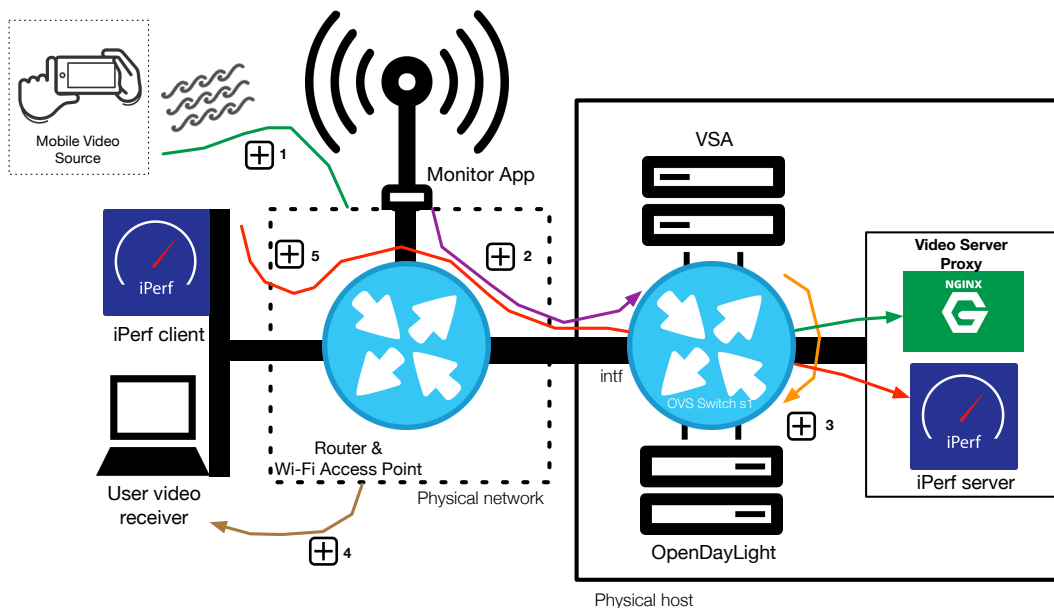 Mobile Video
Source
1
Monitor App
VSA
5
2
Video Server
Proxy
NGINX
G
iPerf
iPerf client
intf
OVS Switch s1
3
iPerf
iPerf server
Router &
Wi-Fi Access Point
Physical network
User video
receiver
4
OpenDayLight
Physical host